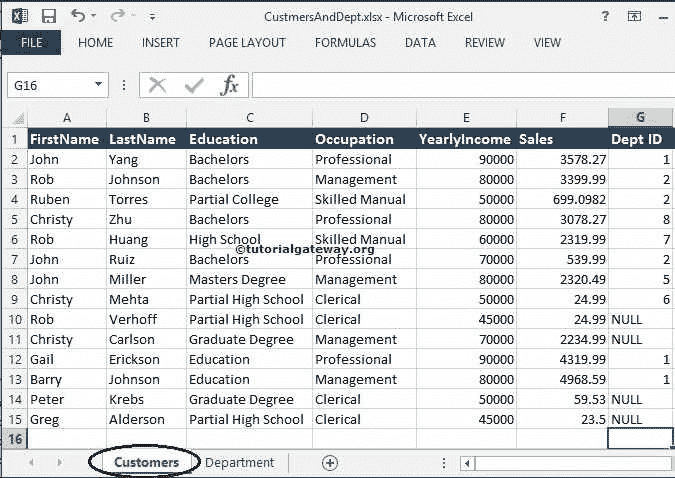 CustmersAndDept.xlsx - Microsoft Excel
?
FILE HOME INSERT PAGE LAYOUT FORMULAS DATA REVIEW VIEW
G16 fx
A B C D E F G
1 FirstName LastName Education Occupation YearlyIncome Sales Dept ID
2 John Yang Bachelors Professional 90000 3578.27 1
3 Rob Johnson Bachelors Management 80000 3399.99 2
4 Ruben Torres Partial College Skilled Manual 50000 699.0982 2
5 Christy Zhu Bachelors Professional 80000 3078.27 8
6 Rob Huang High School Skilled Manual 60000 2319.99 7
©tutorialgateway.org
7 John Ruiz Bachelors Professional 70000 539.99 2
8 John Miller Masters Degree Management 80000 2320.49 5
9 Christy Mehta Partial High School Clerical 50000 24.99 6
10 Rob Verhoff Partial High School Clerical 45000 24.99 NULL
11 Christy Carlson Graduate Degree Management 70000 2234.99 NULL
12 Gail Erickson Education Professional 90000 4319.99 1
13 Barry Johnson Education Management 80000 4968.59 1
14 Peter Krebs Graduate Degree Clerical 50000 59.53 NULL
15 Greg Alderson Partial High School Clerical 45000 23.5 NULL
16
Customers Department